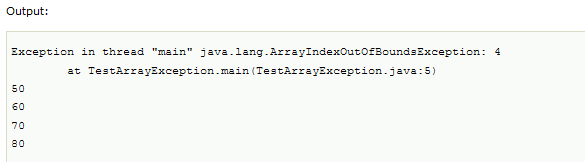 Output:
Exception in thread "main" java.lang.ArrayIndexOutOfBoundsException: 4
at TestArrayException.main(TestArrayException.java:5)
50
60
70
80